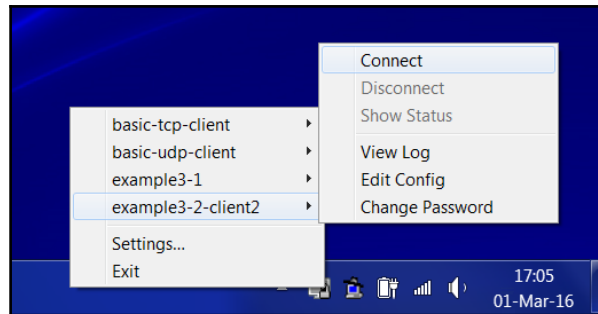 basic-tcp-client
basic-udp-client
example3-1
example3-2-client2
Settings...
Exit
Connect
Disconnect
Show Status
View Log
Edit Config
Change Password
17:05
01-Mar-16